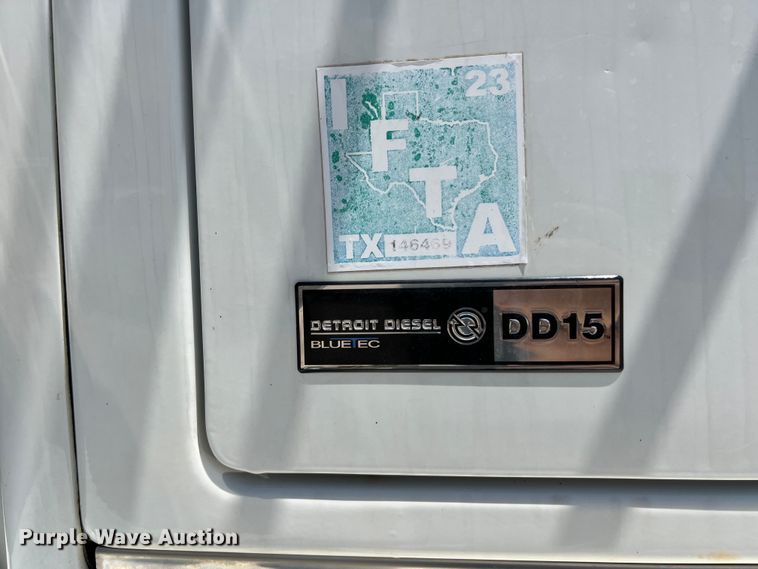 23
I
F
T
A
TX 146469
DETROIT DIESEL
BLUETEC
DD15
Purple Wave Auction